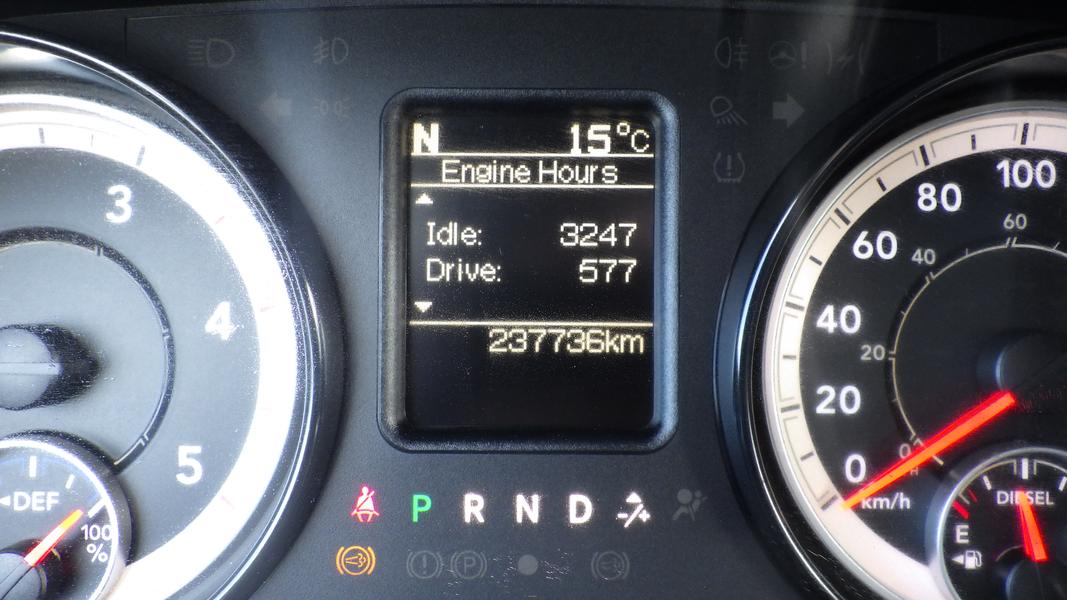 N 15°C
Engine Hours
Idle: 3247
Drive: 577
237736km
3
4
5
◄DEF
100
%
100
80
60
40
20
0
60
40
20
0
km/h
DIESEL
E
P R N D -/+
P